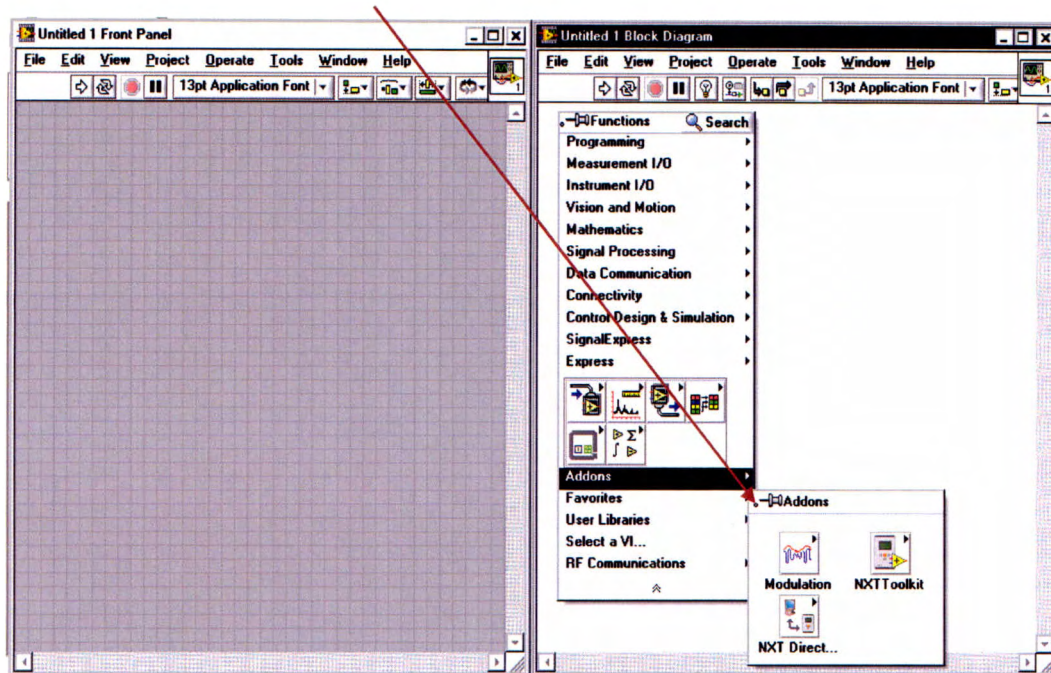 Untitled 1 Front Panel
File Edit View Project Operate Tools Window Help
13pt Application Font
1
Untitled 1 Block Diagram
File Edit View Project Operate Tools Window Help
13pt Application Font
1
Functions Search
Programming
Measurement I/O
Instrument I/O
Vision and Motion
Mathematics
Signal Processing
Data Communication
Connectivity
Control Design & Simulation
SignalExpress
Express
Addons
Favorites
User Libraries
Select a VI...
RF Communications
Addons
Modulation NXTToolkit
NXT Direct...